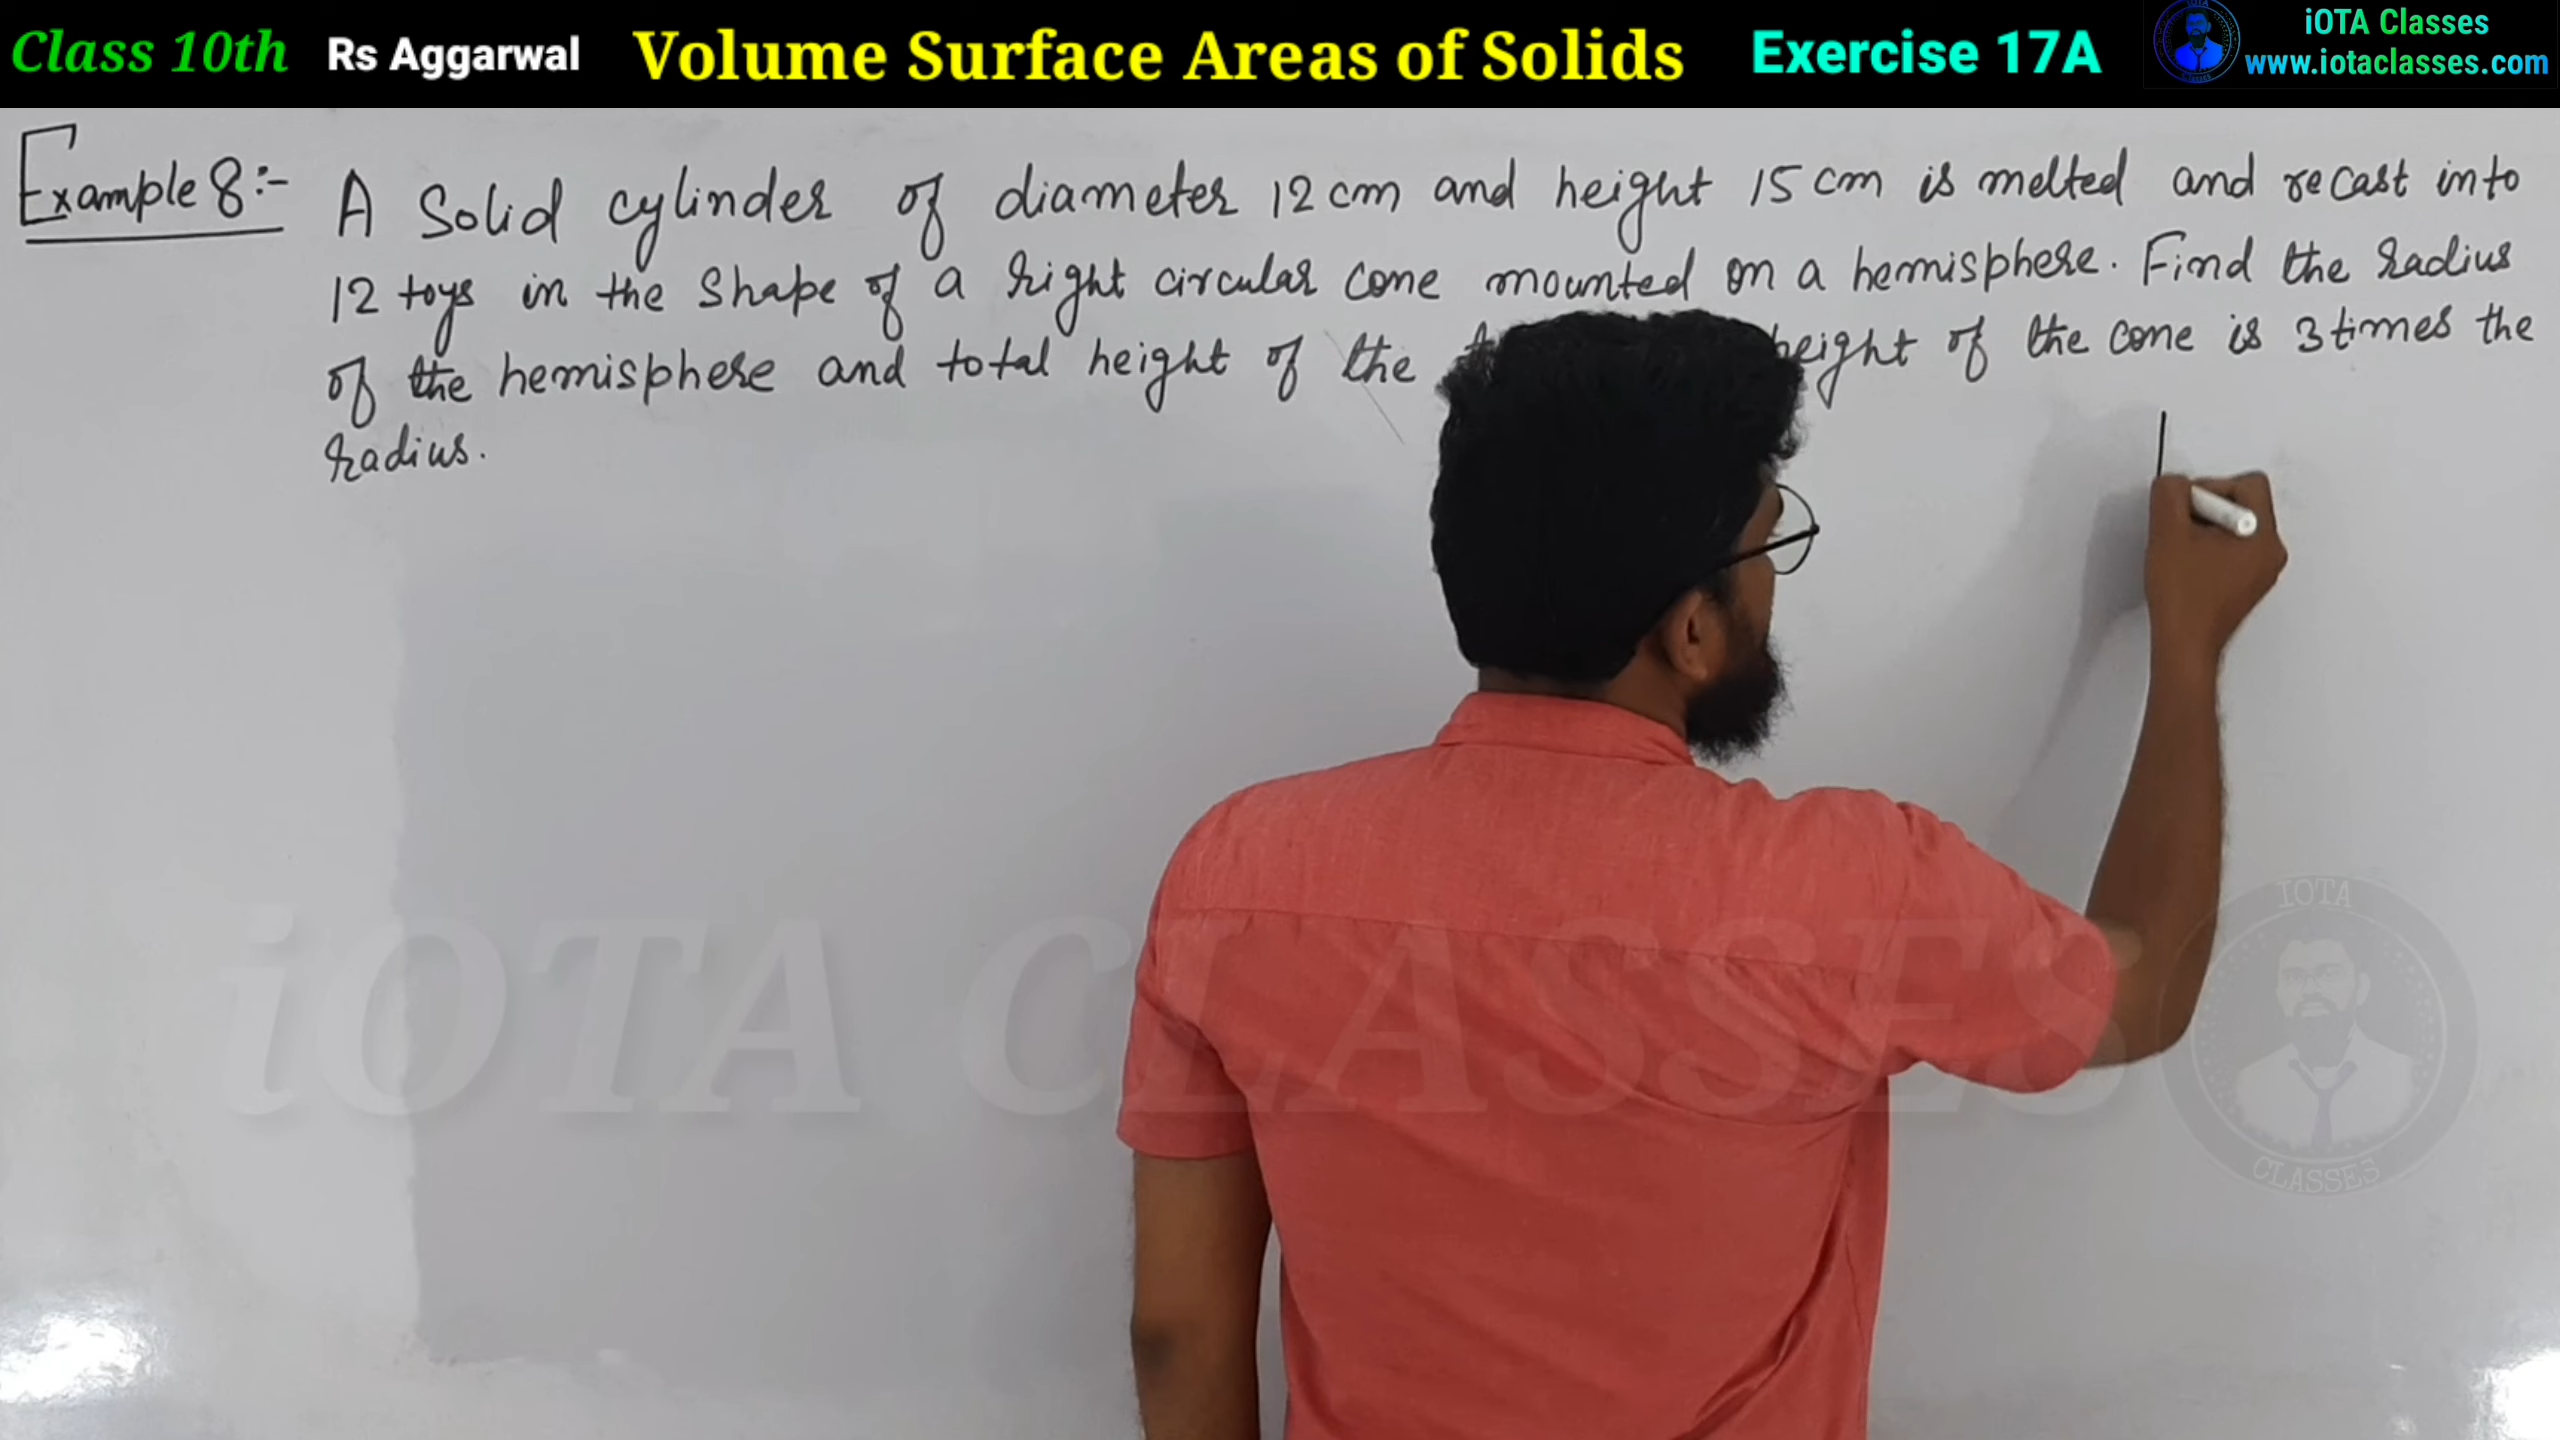 Class 10th Rs Aggarwal Volume Surface Areas of Solids Exercise 17A
iOTA Classes
www.iotaclasses.com
Example 8:- A Solid cylinder of diameter 12 cm and height 15 cm is melted and recast into
12 toys in the shape of a right circular cone mounted on a hemisphere. Find the radius
of the hemisphere and total height of the height of the cone is 3 times the
radius.
iOTA CLASSES
IOTA
CLASSES